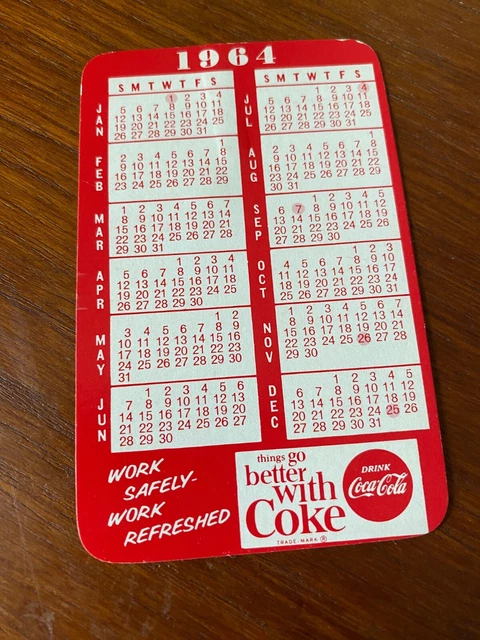 1964
S M T W T F S
JAN
1 2 3 4
5 6 7 8 9 10 11
12 13 14 15 16 17 18
19 20 21 22 23 24 25
26 27 28 29 30 31
FEB
1
2 3 4 5 6 7 8
9 10 11 12 13 14 15
16 17 18 19 20 21 22
23 24 25 26 27 28 29
MAR
1 2 3 4 5 6 7
8 9 10 11 12 13 14
15 16 17 18 19 20 21
22 23 24 25 26 27 28
29 30 31
APR
1 2 3 4
5 6 7 8 9 10 11
12 13 14 15 16 17 18
19 20 21 22 23 24 25
26 27 28 29 30
MAY
1 2
3 4 5 6 7 8 9
10 11 12 13 14 15 16
17 18 19 20 21 22 23
24 25 26 27 28 29 30
31
JUN
1 2 3 4 5 6
7 8 9 10 11 12 13
14 15 16 17 18 19 20
21 22 23 24 25 26 27
28 29 30
S M T W T F S
JUL
1 2 3 4
5 6 7 8 9 10 11
12 13 14 15 16 17 18
19 20 21 22 23 24 25
26 27 28 29 30 31
AUG
1
2 3 4 5 6 7 8
9 10 11 12 13 14 15
16 17 18 19 20 21 22
23 24 25 26 27 28 29
30 31
SEP
1 2 3 4 5
6 7 8 9 10 11 12
13 14 15 16 17 18 19
20 21 22 23 24 25 26
27 28 29 30
OCT
1 2 3
4 5 6 7 8 9 10
11 12 13 14 15 16 17
18 19 20 21 22 23 24
25 26 27 28 29 30 31
NOV
1 2 3 4 5 6 7
8 9 10 11 12 13 14
15 16 17 18 19 20 21
22 23 24 25 26 27 28
29 30
DEC
1 2 3 4 5
6 7 8 9 10 11 12
13 14 15 16 17 18 19
20 21 22 23 24 25 26
27 28 29 30 31
WORK
SAFELY-
WORK
REFRESHED
things go
better
with
Coke
TRADE-MARK ®
DRINK
Coca-Cola